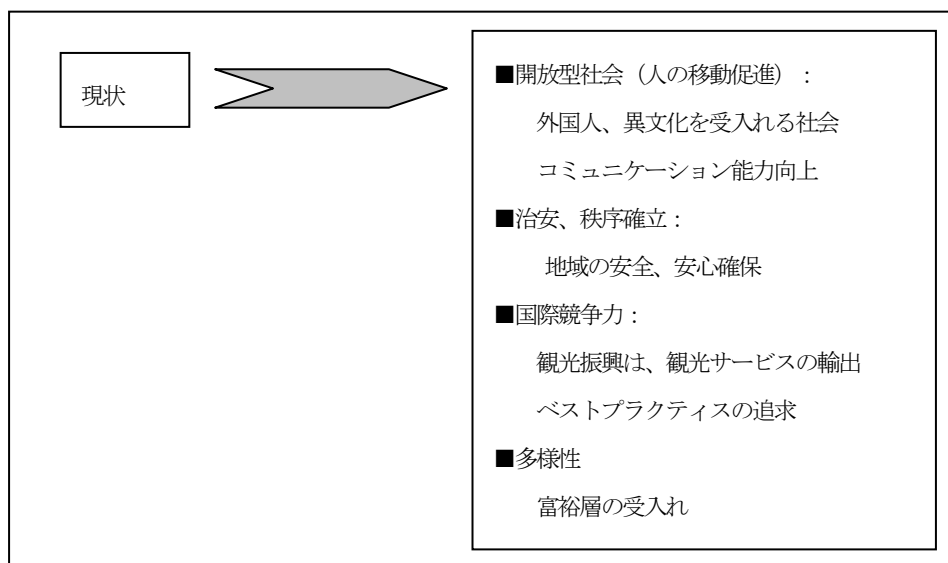 現状
■開放型社会（人の移動促進）：
外国人、異文化を受入れる社会
コミュニケーション能力向上
■治安、秩序確立：
地域の安全、安心確保
■国際競争力：
観光振興は、観光サービスの輸出
ベストプラクティスの追求
■多様性
富裕層の受入れ